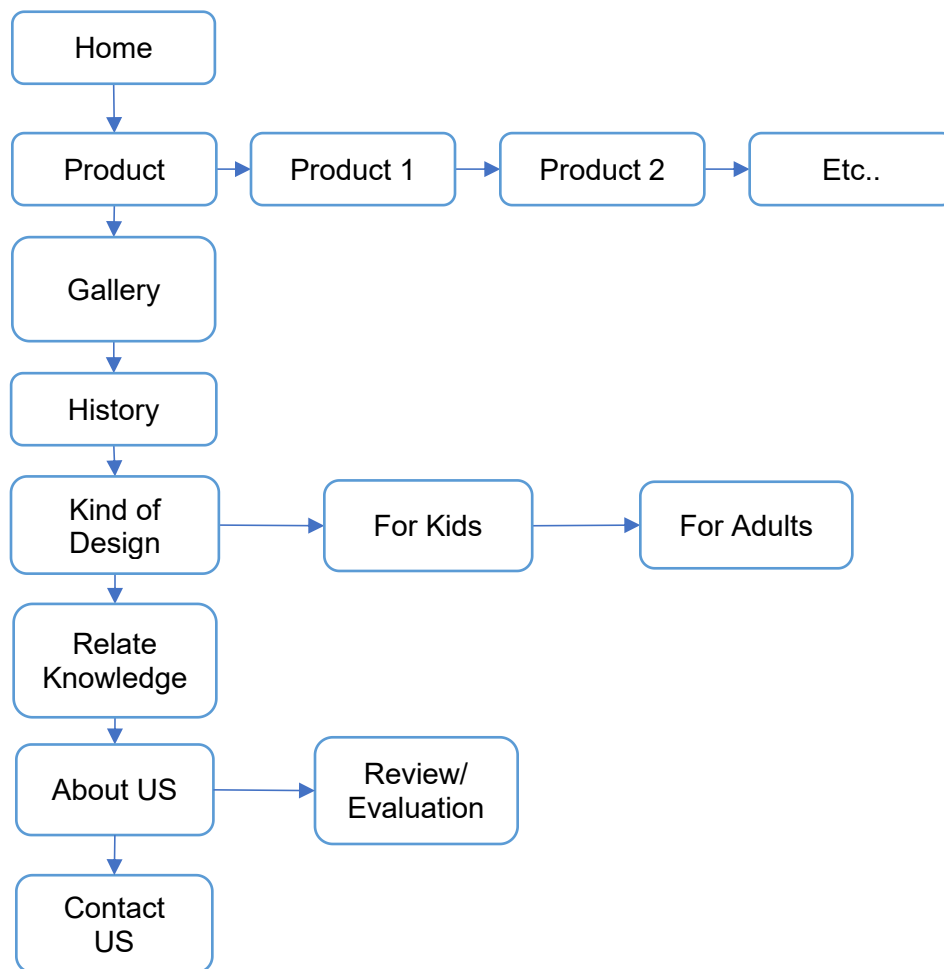 Home
Product
Product 1
Product 2
Etc..
Gallery
History
Kind of
Design
For Kids
For Adults
Relate
Knowledge
About US
Review/
Evaluation
Contact
US